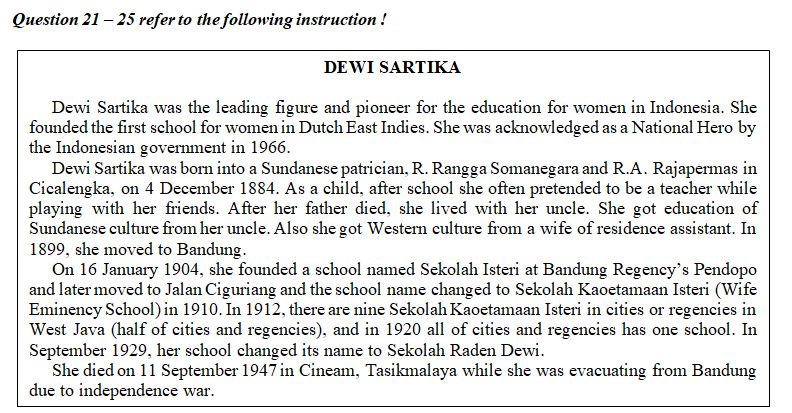 Question 21 – 25 refer to the following instruction !
DEWI SARTIKA
Dewi Sartika was the leading figure and pioneer for the education for women in Indonesia. She
founded the first school for women in Dutch East Indies. She was acknowledged as a National Hero by
the Indonesian government in 1966.
Dewi Sartika was born into a Sundanese patrician, R. Rangga Somanegara and R.A. Rajapermas in
Cicalengka, on 4 December 1884. As a child, after school she often pretended to be a teacher while
playing with her friends. After her father died, she lived with her uncle. She got education of
Sundanese culture from her uncle. Also she got Western culture from a wife of residence assistant. In
1899, she moved to Bandung.
On 16 January 1904, she founded a school named Sekolah Isteri at Bandung Regency's Pendopo
and later moved to Jalan Ciguriang and the school name changed to Sekolah Kaoetamaan Isteri (Wife
Eminency School) in 1910. In 1912, there are nine Sekolah Kaoetamaan Isteri in cities or regencies in
West Java (half of cities and regencies), and in 1920 all of cities and regencies has one school. In
September 1929, her school changed its name to Sekolah Raden Dewi.
She died on 11 September 1947 in Cineam, Tasikmalaya while she was evacuating from Bandung
due to independence war.